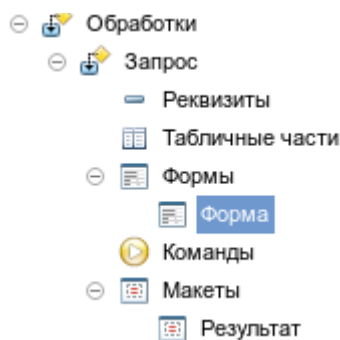 Обработки
Запрос
Реквизиты
Табличные части
Формы
Форма
Команды
Макеты
Результат